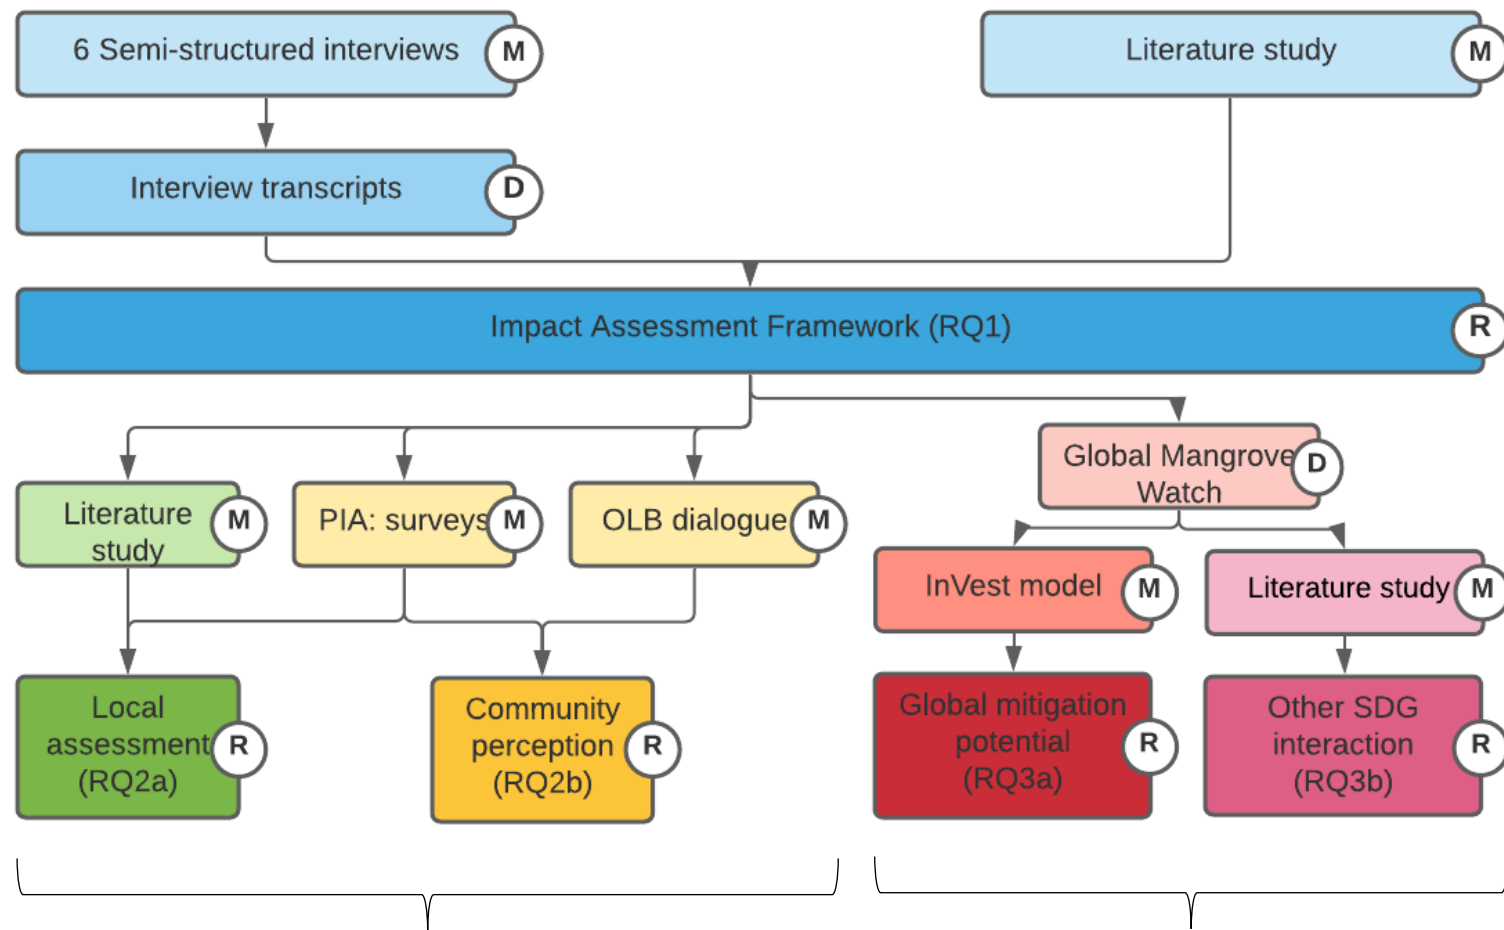 6 Semi-structured interviews
M
Literature study
M
Interview transcripts
D
Impact Assessment Framework (RQ1)
R
Global Mangrove
Watch
D
Literature
study
M
PIA: surveys
M
OLB dialogue
M
InVest model
M
Literature study
M
Local
assessment
(RQ2a)
R
Community
perception
(RQ2b)
R
Global mitigation
potential
(RQ3a)
R
Other SDG
interaction
(RQ3b)
R